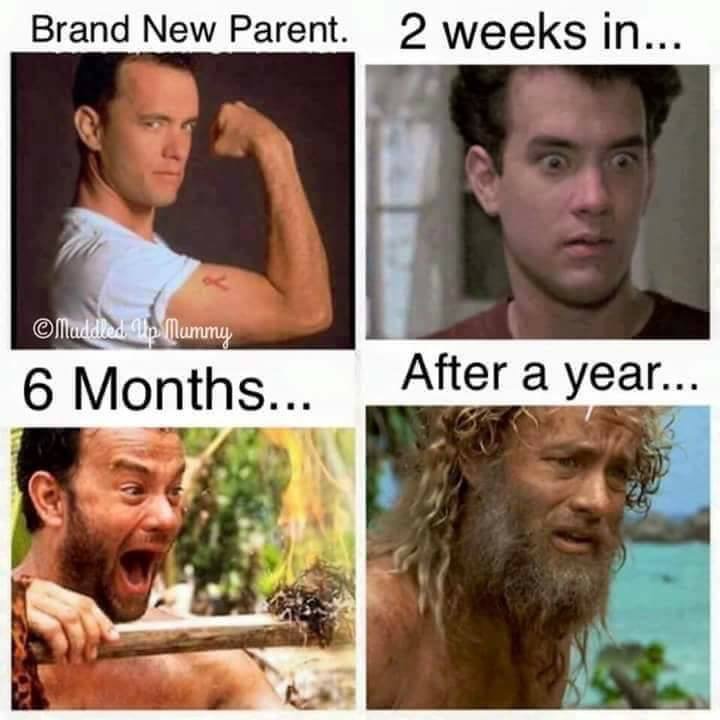 Brand New Parent.
2 weeks in...
©Muddled Up Mummy
6 Months...
After a year...